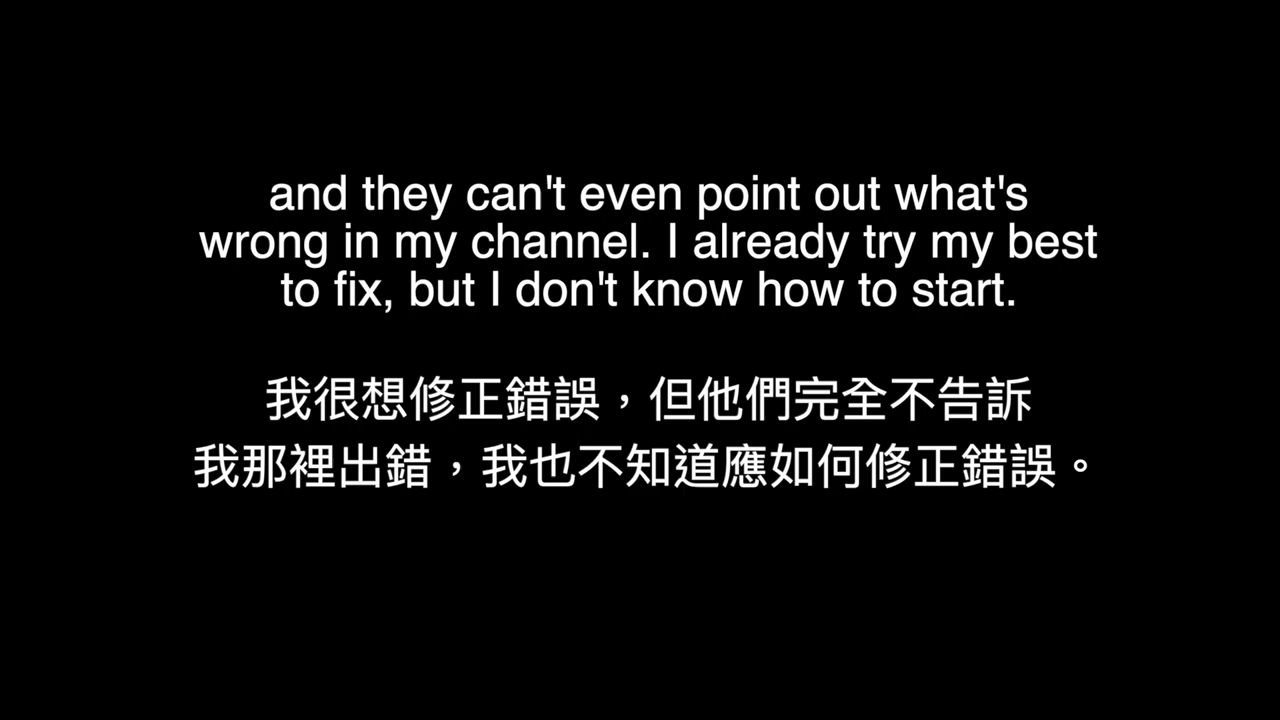 and they can't even point out what's
wrong in my channel. I already try my best
to fix, but I don't know how to start.
我很想修正錯誤，但他們完全不告訴
我那裡出錯，我也不知道應如何修正錯誤。